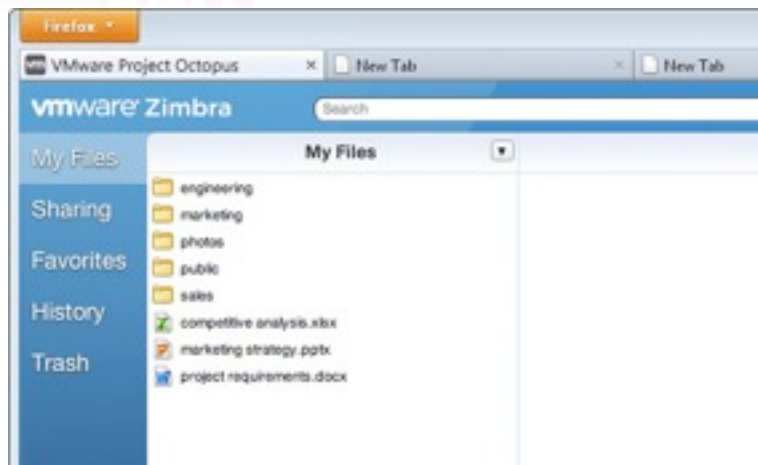 Firefox
VMware Project Octopus × New Tab × New Tab
vmware Zimbra Search
My Files My Files
engineering
Sharing marketing
photos
Favorites public
sales
History competitive analysis.xlsx
marketing strategy.pptx
Trash project requirements.docx